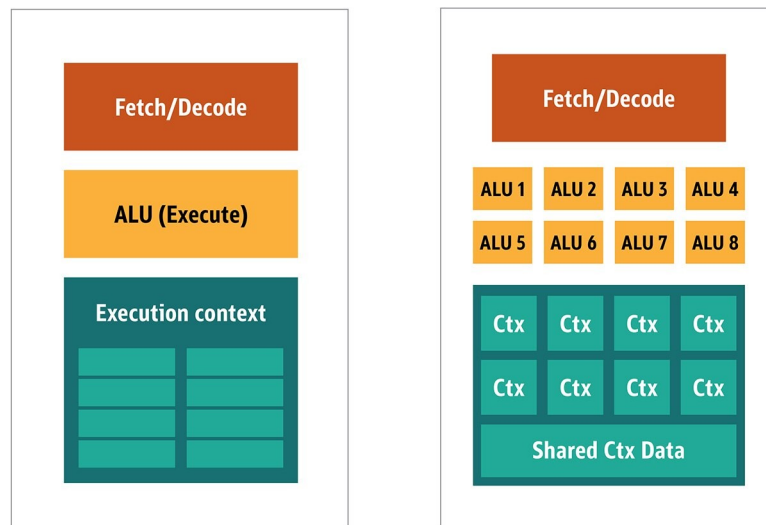 Fetch/Decode
ALU (Execute)
Execution context
Fetch/Decode
ALU 1 ALU 2 ALU 3 ALU 4
ALU 5 ALU 6 ALU 7 ALU 8
Ctx Ctx Ctx Ctx
Ctx Ctx Ctx Ctx
Shared Ctx Data